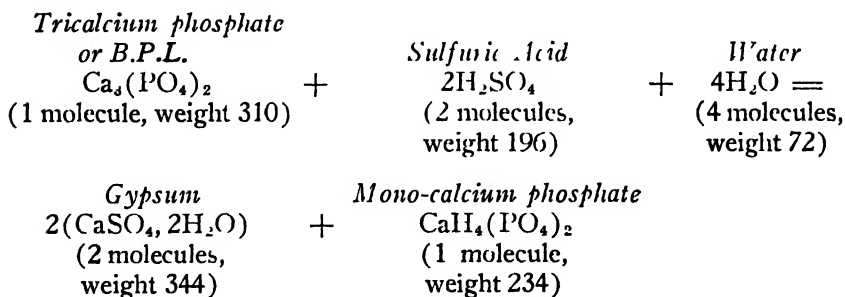 Tricalcium phosphate
or B.P.L. Sulfuric Acid Water
Ca₃(PO₄)₂ + 2H₂SO₄ + 4H₂O =
(1 molecule, weight 310) (2 molecules, (4 molecules,
weight 196) weight 72)
Gypsum Mono-calcium phosphate
2(CaSO₄, 2H₂O) + CaH₄(PO₄)₂
(2 molecules, (1 molecule,
weight 344) weight 234)